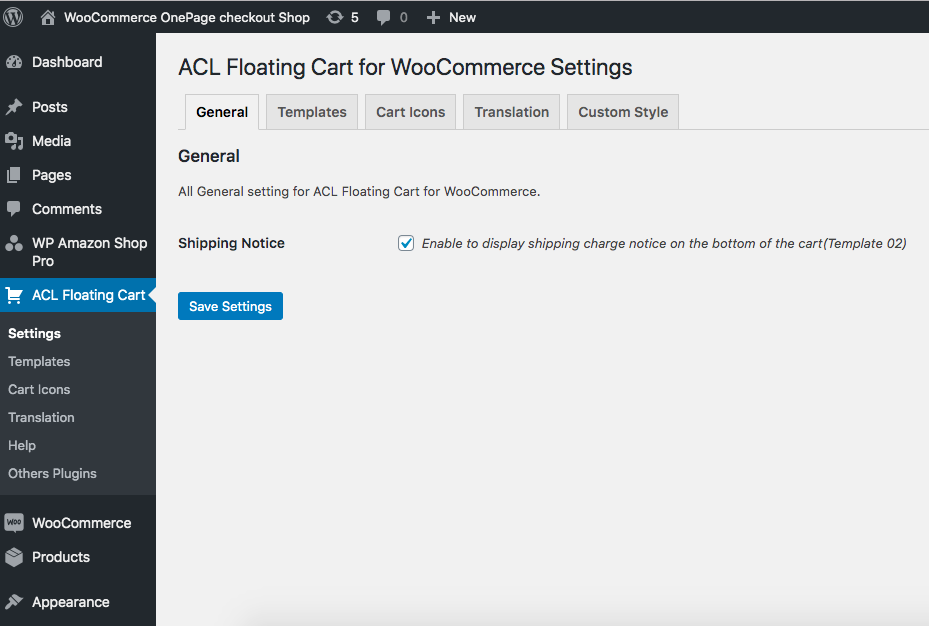 WooCommerce OnePage checkout Shop 5 0 New
Dashboard
Posts
Media
Pages
Comments
WP Amazon Shop
Pro
ACL Floating Cart
Settings
Templates
Cart Icons
Translation
Help
Others Plugins
WOO WooCommerce
Products
Appearance
ACL Floating Cart for WooCommerce Settings
General Templates Cart Icons Translation Custom Style
General
All General setting for ACL Floating Cart for WooCommerce.
Shipping Notice Enable to display shipping charge notice on the bottom of the cart(Template 02)
Save Settings